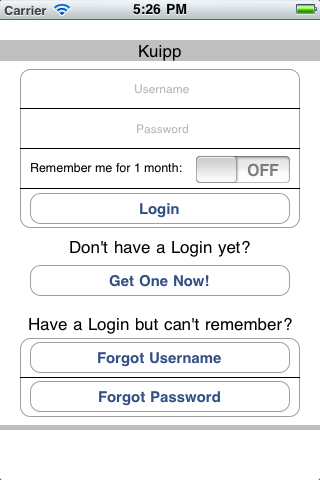 Carrier 5:26 PM
Kuipp
Username
Password
Remember me for 1 month: OFF
Login
Don't have a Login yet?
Get One Now!
Have a Login but can't remember?
Forgot Username
Forgot Password